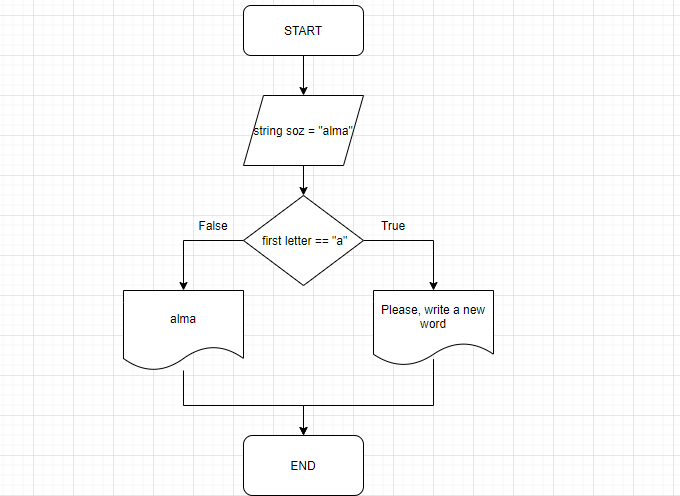 START
string soz = "alma"
False
True
first letter == "a"
alma
Please, write a new
word
END